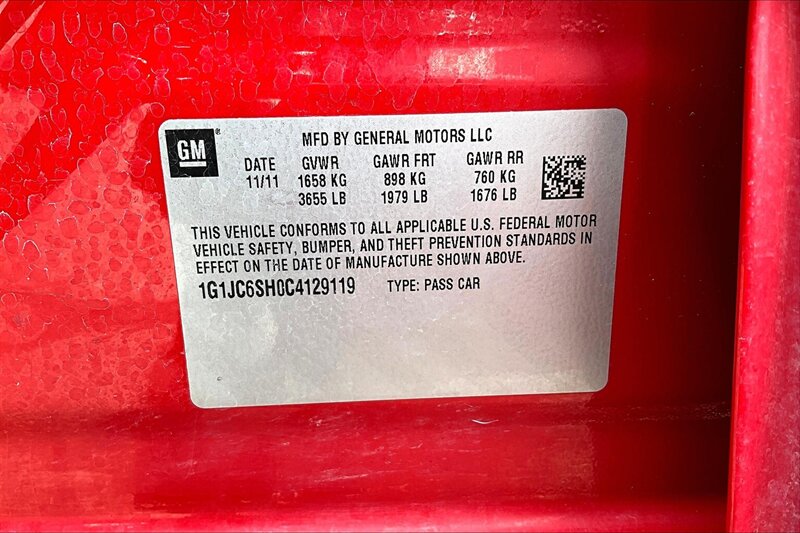 GM®
MFD BY GENERAL MOTORS LLC
DATE GVWR GAWR FRT GAWR RR
11/11 1658 KG 898 KG 760 KG
3655 LB 1979 LB 1676 LB
THIS VEHICLE CONFORMS TO ALL APPLICABLE U.S. FEDERAL MOTOR
VEHICLE SAFETY, BUMPER, AND THEFT PREVENTION STANDARDS IN
EFFECT ON THE DATE OF MANUFACTURE SHOWN ABOVE.
1G1JC6SH0C4129119 TYPE: PASS CAR